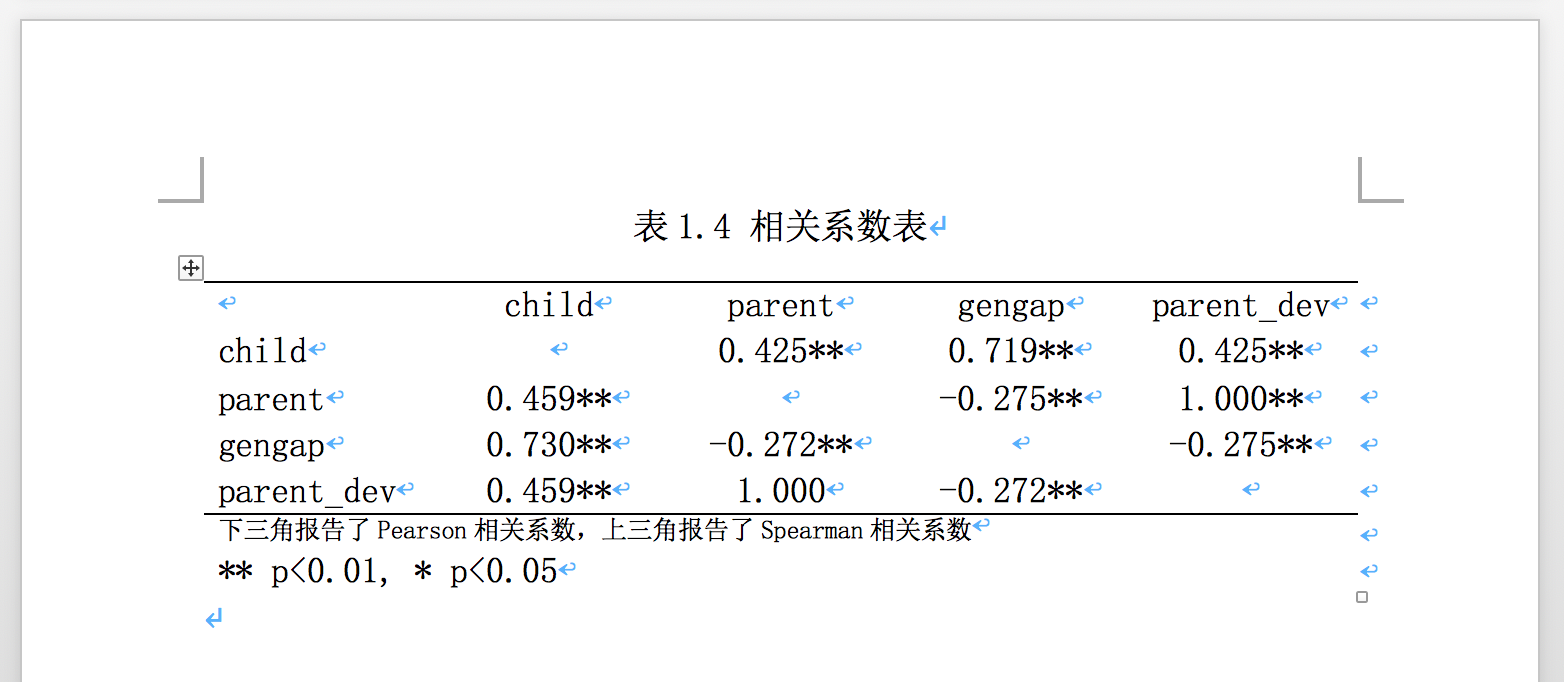 表 1.4 相关系数表
child parent gengap parent_dev
child 0.425** 0.719** 0.425**
parent 0.459** -0.275** 1.000**
gengap 0.730** -0.272** -0.275**
parent_dev 0.459** 1.000 -0.272**
下三角报告了 Pearson 相关系数，上三角报告了 Spearman 相关系数
** p<0.01, * p<0.05